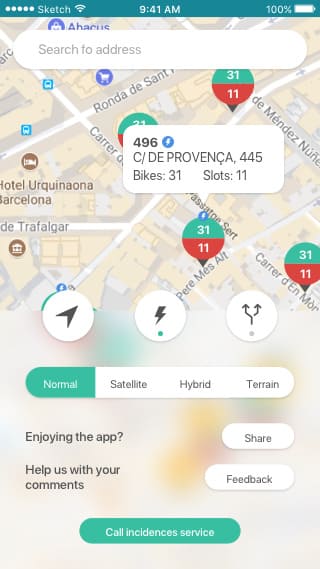 Sketch
9:41 AM
100%
Abacus
Search fo address
Ronda de Sant
31
11
de Méndez Núñez
Carrer d
31
496
C/ DE PROVENÇA, 445
Bikes: 31 Slots: 11
Hotel Urquinaona
Barcelona
de Trafalgar
Passatge Sert
31
11
Pere Més Alt
Carrer d'En Mòn
31
11
Normal
Satellite
Hybrid
Terrain
Enjoying the app?
Share
Help us with your
comments
Feedback
Call incidences service